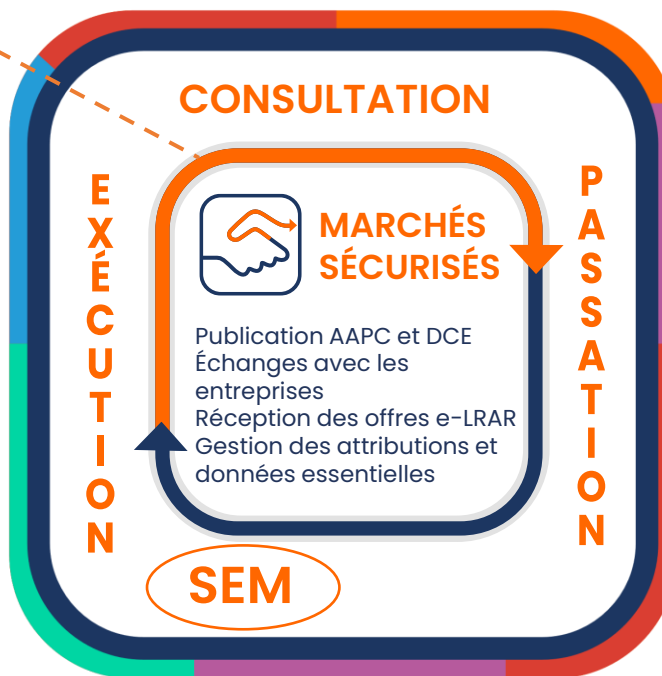 CONSULTATION
EXÈCUTION
PASSATION
MARCHÉS
SÉCURISÉS
Publication AAPC et DCE
Échanges avec les
entreprises
Réception des offres e-LRAR
Gestion des attributions et
données essentielles
SEM